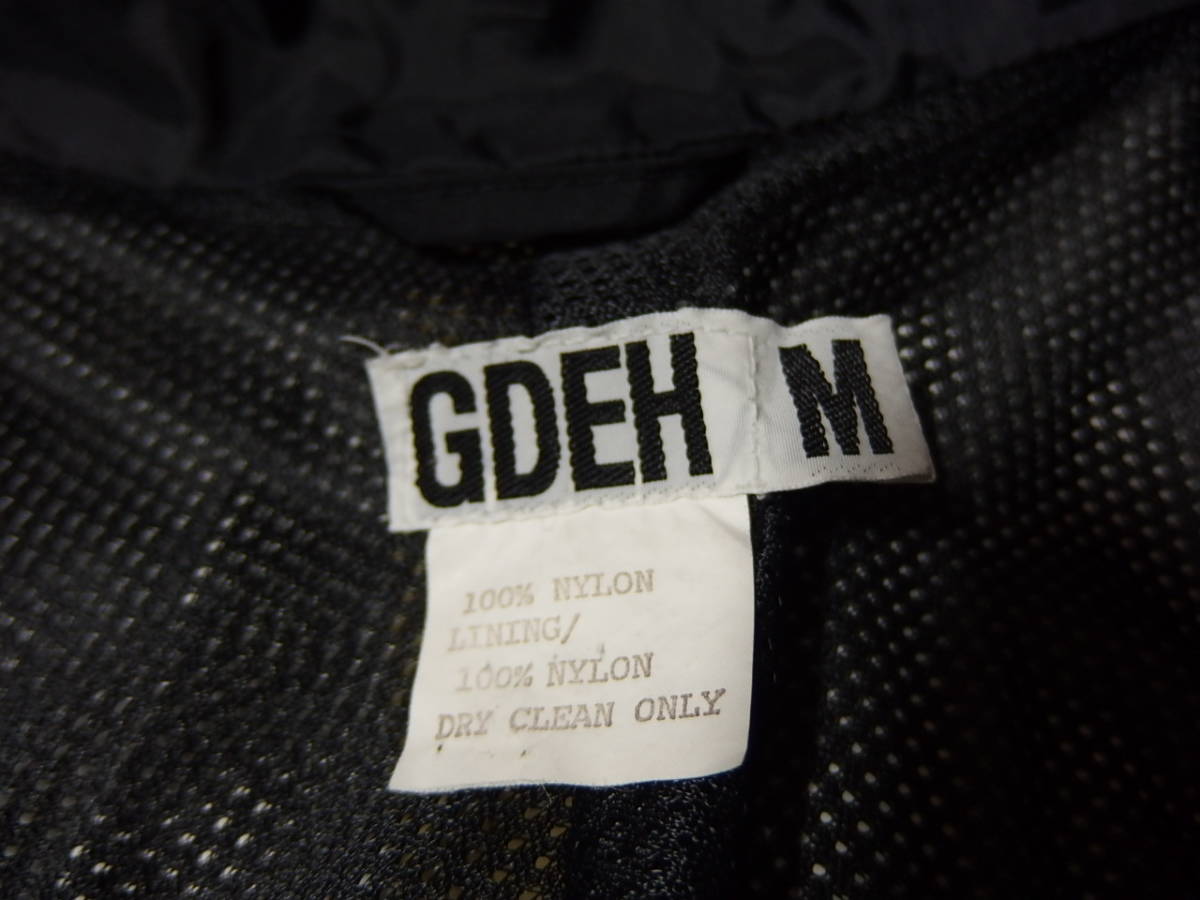 GDEH M
100% NYLON
LINING/
100% NYLON
DRY CLEAN ONLY